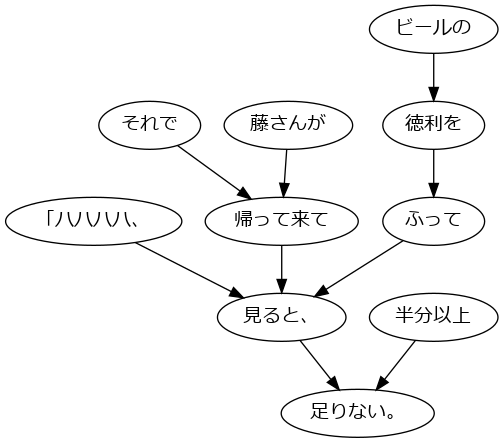 ビールの
それで
藤さんが
徳利を
「ハハハハ、
帰って来て
ふって
見ると、
半分以上
足りない。